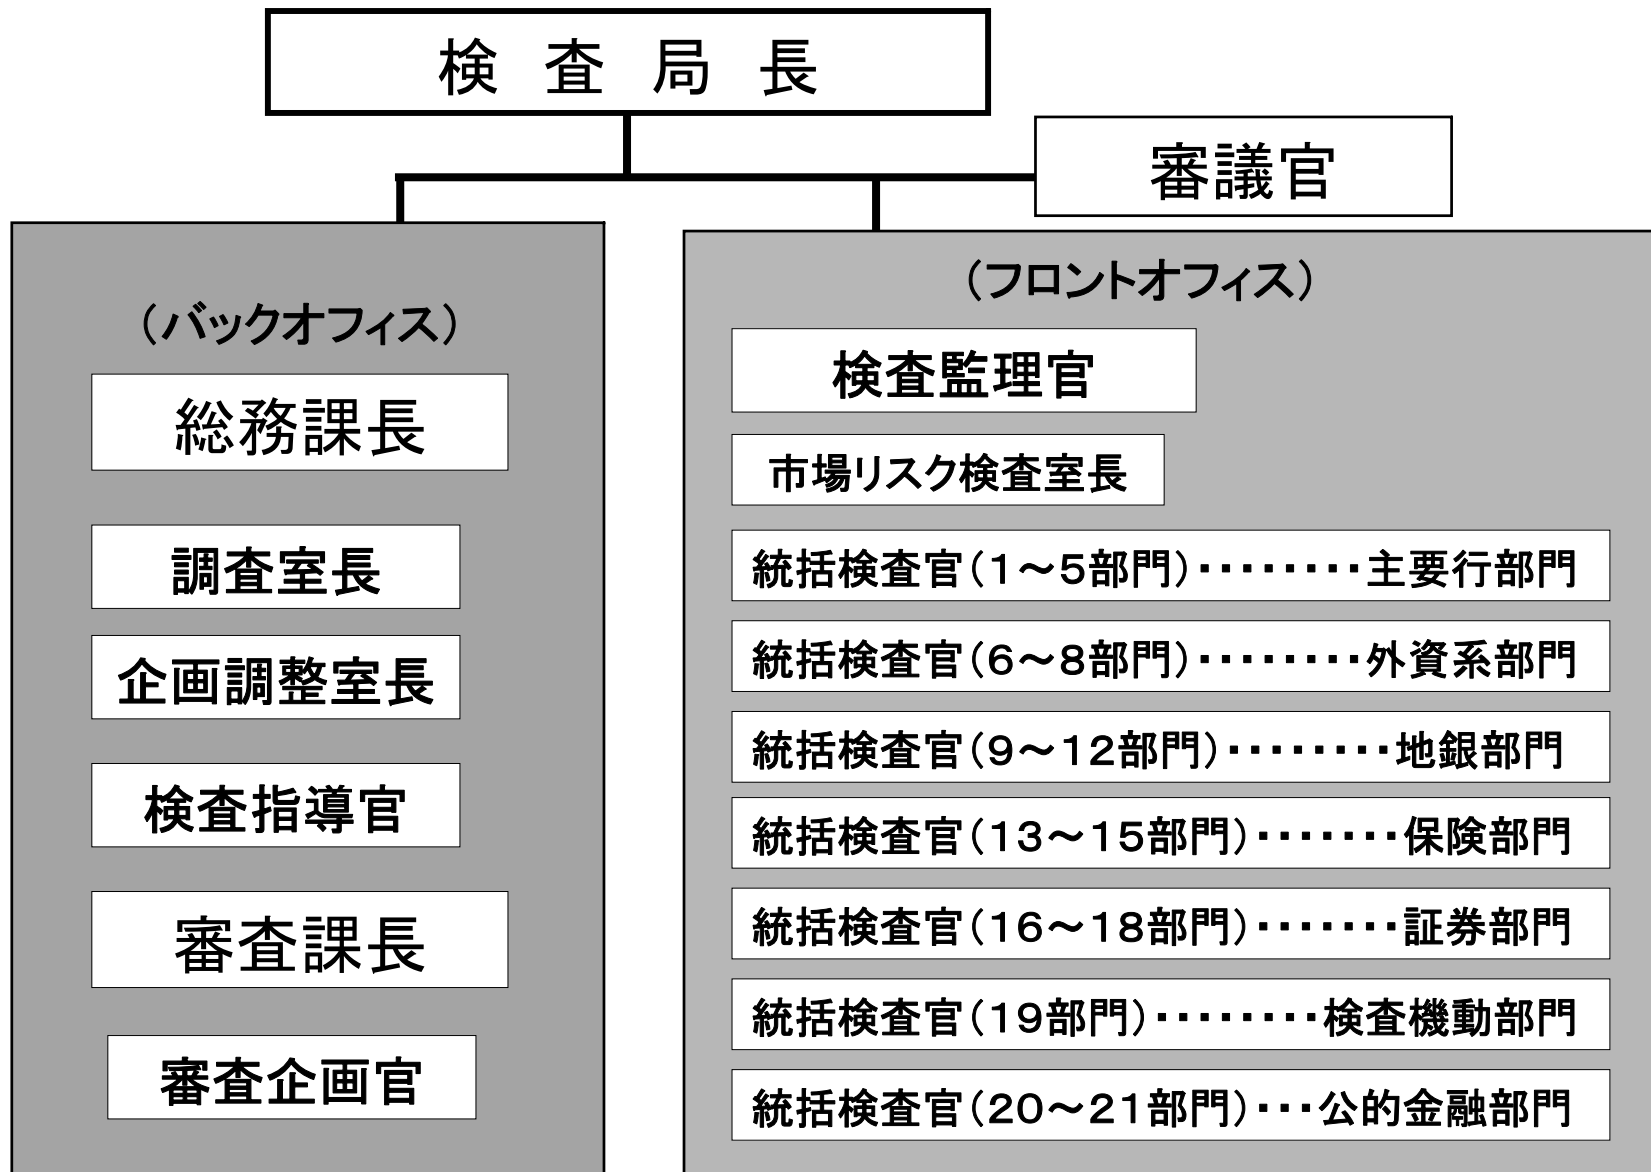 検 査 局 長
審議官
（バックオフィス）
総務課長
調査室長
企画調整室長
検査指導官
審査課長
審査企画官
（フロントオフィス）
検査監理官
市場リスク検査室長
統括検査官（１～５部門）・・・・・・・・主要行部門
統括検査官（６～８部門）・・・・・・・・外資系部門
統括検査官（９～１２部門）・・・・・・・・地銀部門
統括検査官（１３～１５部門）・・・・・・・保険部門
統括検査官（１６～１８部門）・・・・・・・証券部門
統括検査官（１９部門）・・・・・・・・検査機動部門
統括検査官（２０～２１部門）・・・公的金融部門